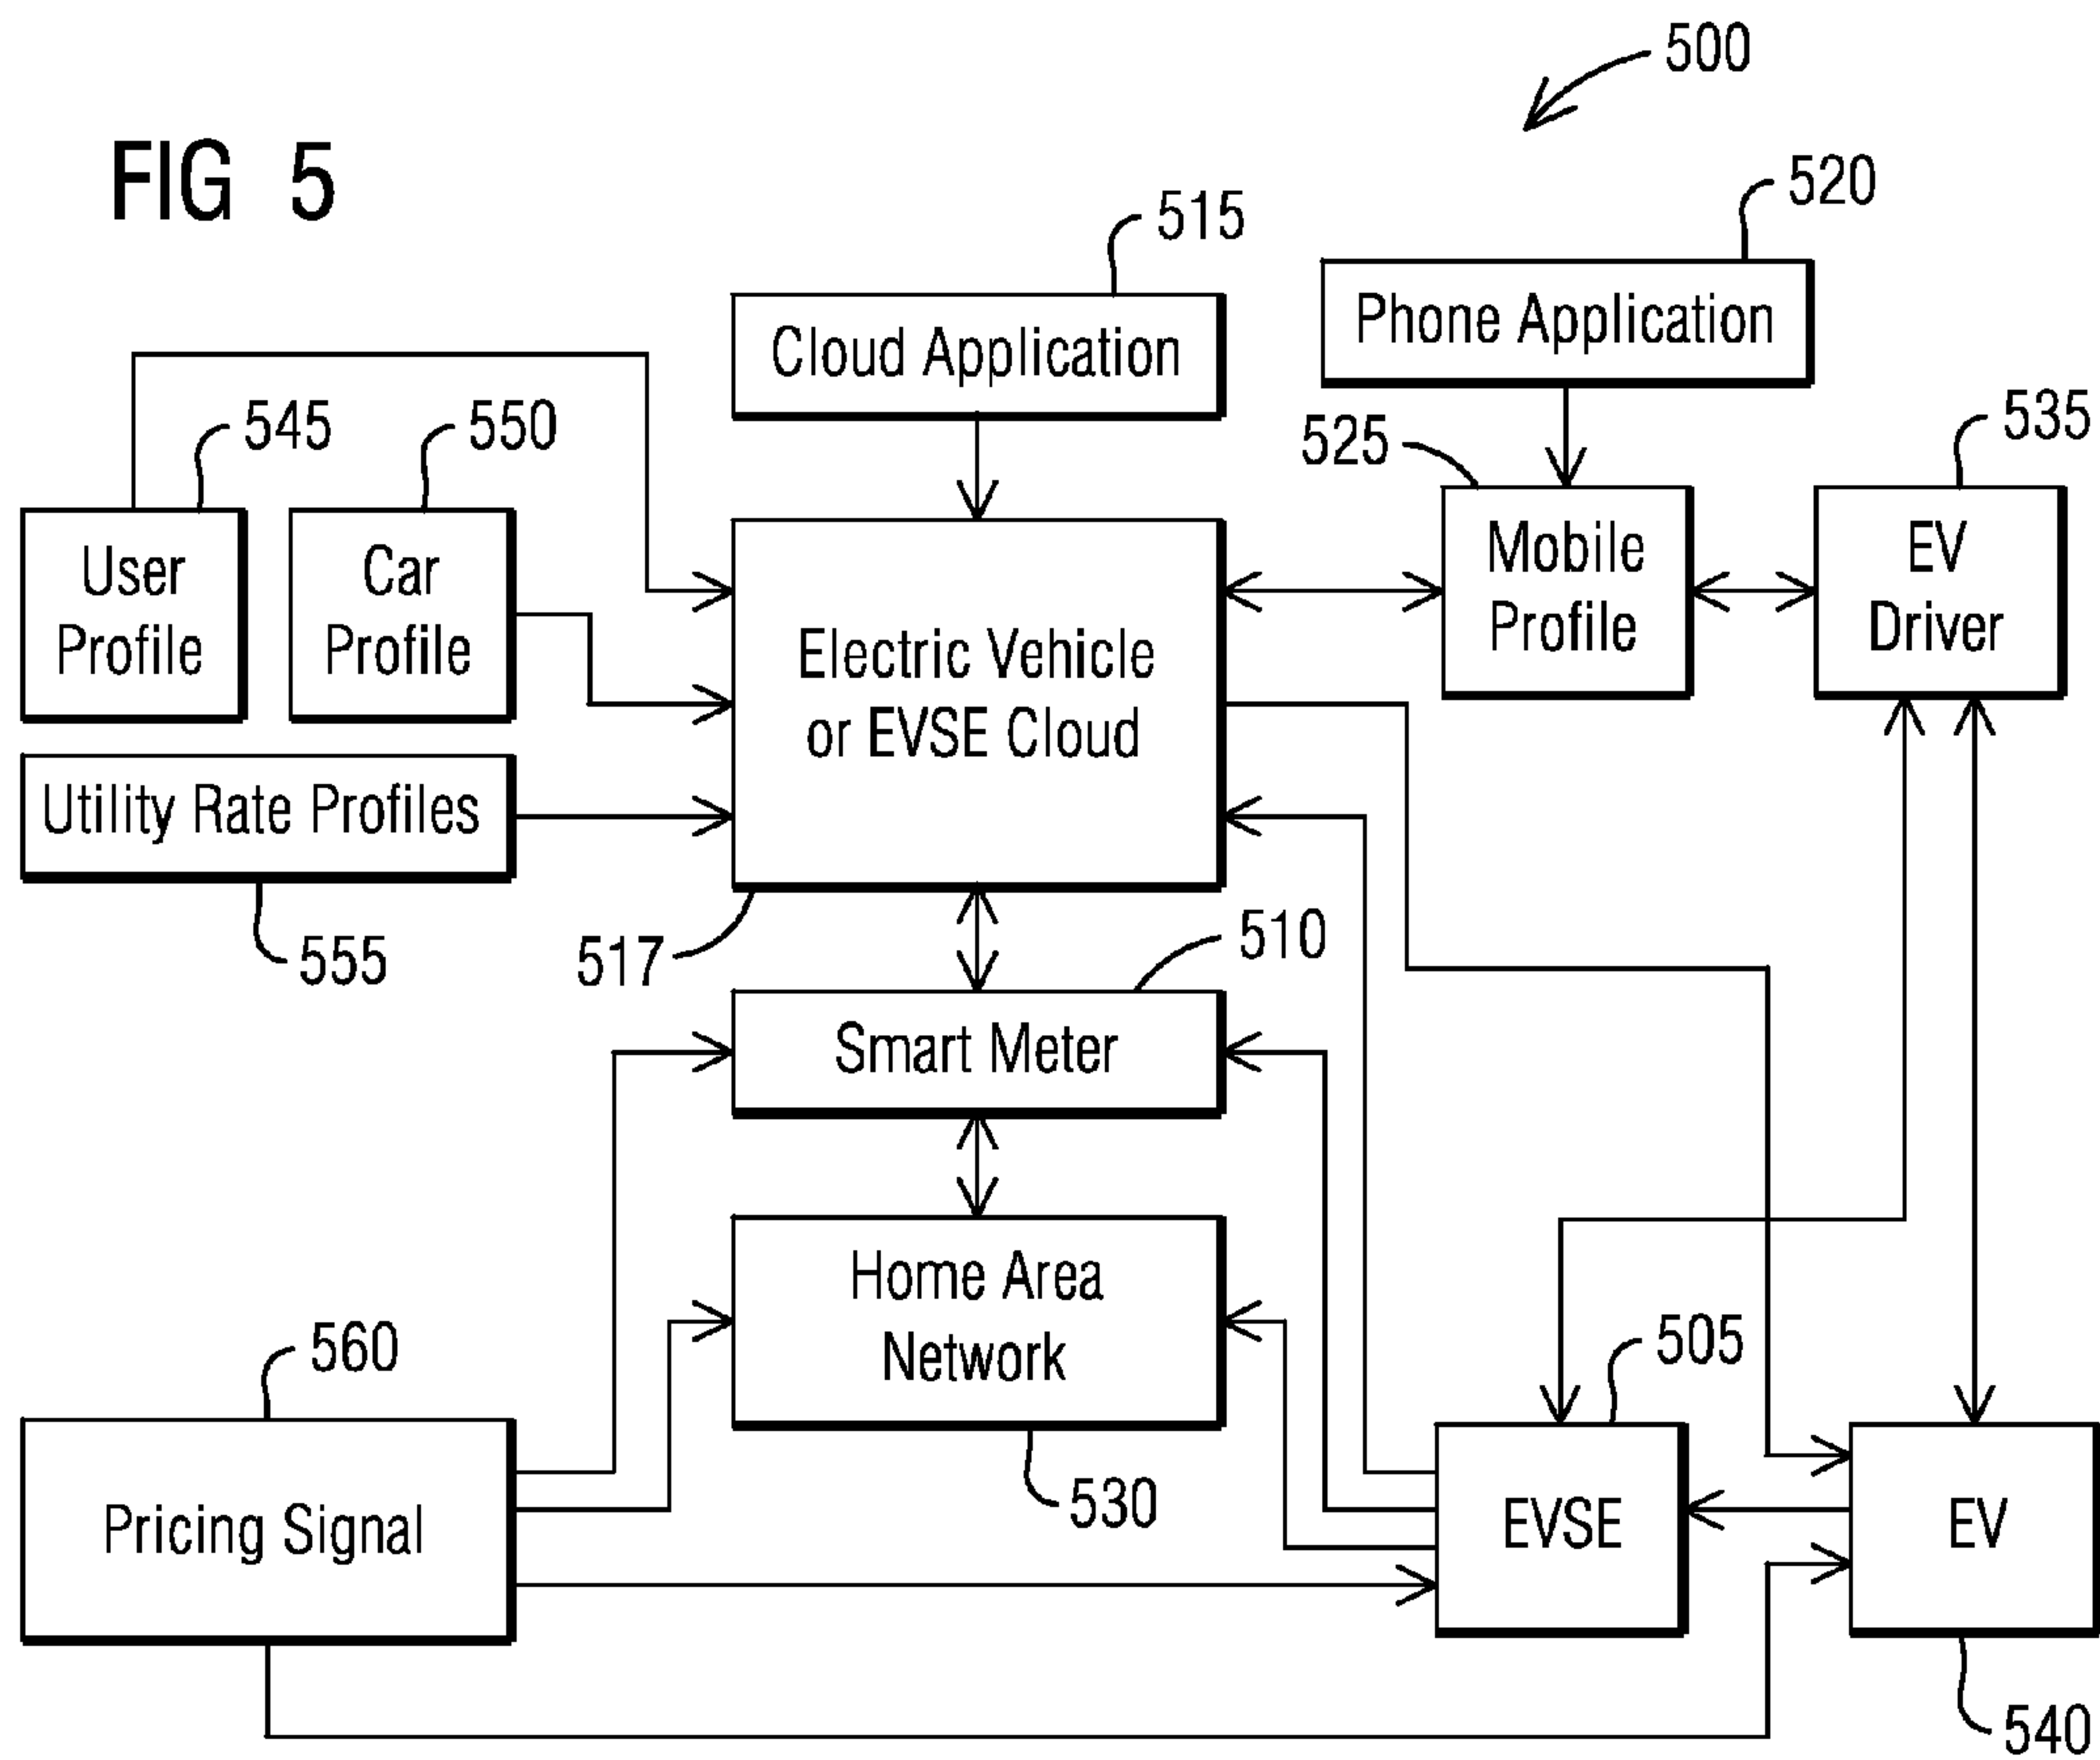 500
FIG 5
520
515
Phone Application
Cloud Application
535
545
550
525
User
Profile
Car
Profile
Mobile
Profile
EV
Driver
Electric Vehicle
or EVSE Cloud
Utility Rate Profiles
555
517
510
Smart Meter
Home Area
Network
560
505
530
Pricing Signal
EVSE
EV
540